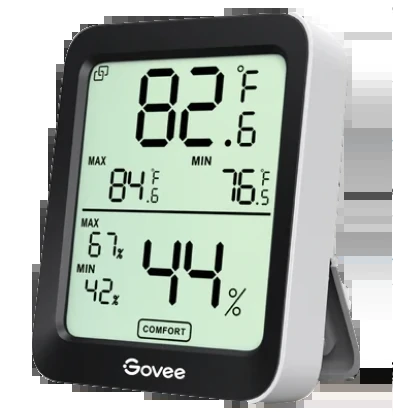 82.6°F
MAX MIN
84.6°F 76.5°F
MAX
67%
MIN
42%
44%
COMFORT
Govee